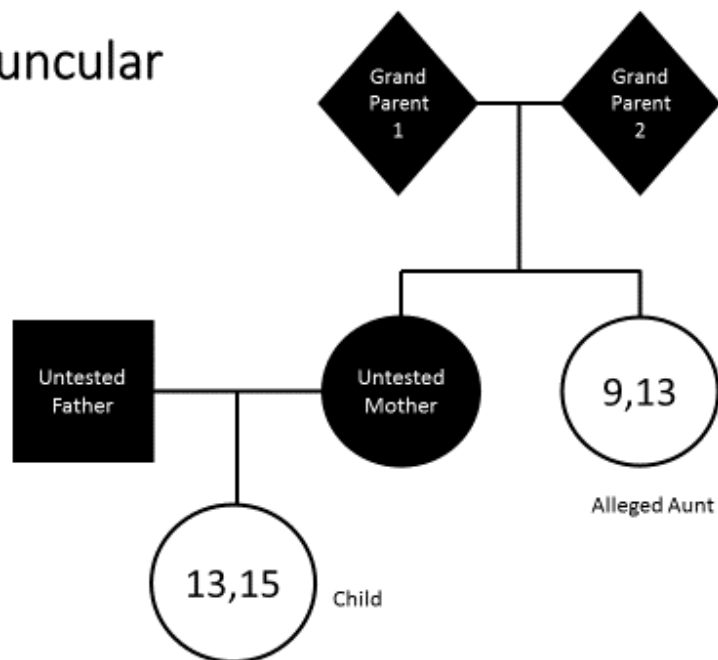 uncular
Grand
Parent
1
Grand
Parent
2
Untested
Father
Untested
Mother
9,13
Alleged Aunt
13,15
Child